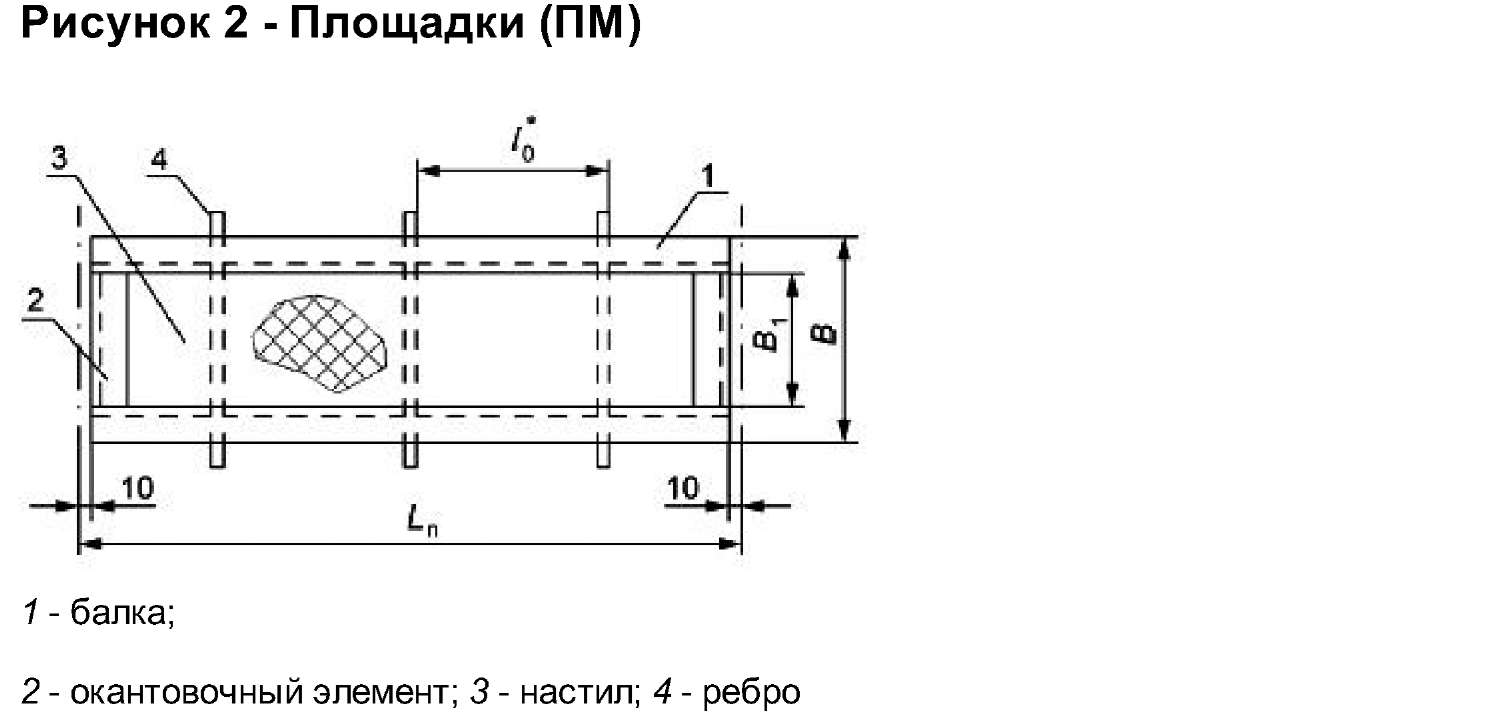 Рисунок 2 - Площадки (ПМ)
l₀*
3
4
1
2
B₁
B
10
10
Lп
1 - балка;
2 - окантовочный элемент; 3 - настил; 4 - ребро